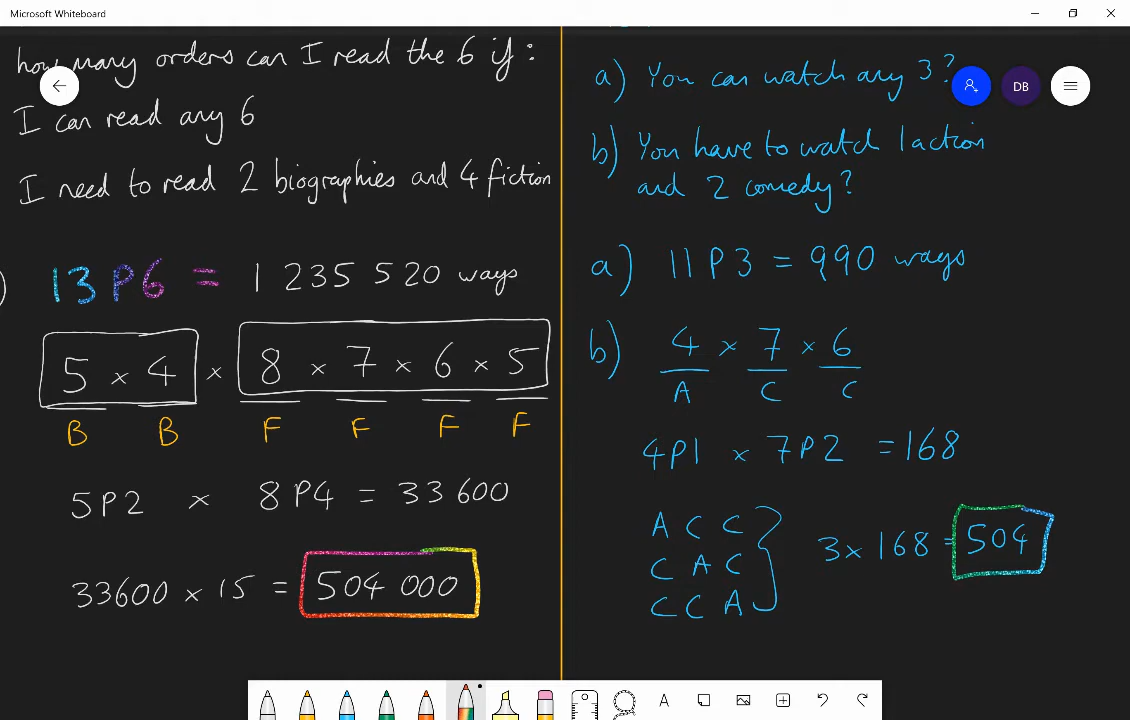 Microsoft Whiteboard
how many orders can I read the 6 if :
I can read any 6
I need to read 2 biographies and 4 fiction
) 13P6 = 1 235 520 ways
5 × 4 × 8 × 7 × 6 × 5
B B F F F F
5P2 × 8P4 = 33 600
33600 × 15 = 504 000
a) You can watch any 3?
DB
b) You have to watch 1 action
and 2 comedy?
a) 11P3 = 990 ways
b) 4 × 7 × 6
A C C
4P1 × 7P2 = 168
A C C
C A C
C C A
3 × 168 = 504
A